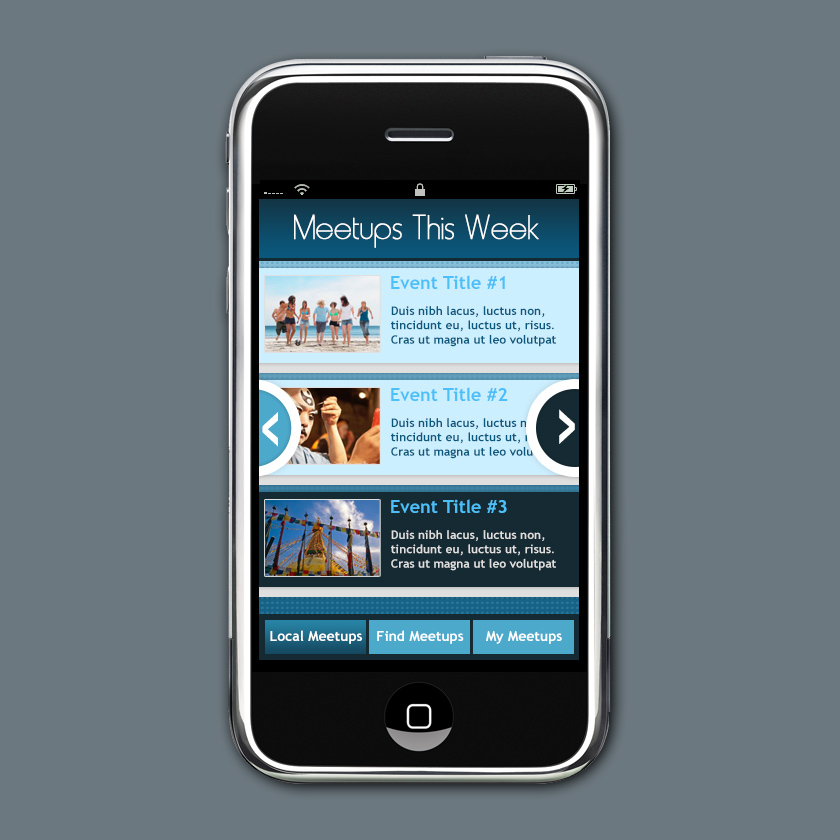 Meetups This Week
Event Title #1
Duis nibh lacus, luctus non,
tincidunt eu, luctus ut, risus.
Cras ut magna ut leo volutpat
Event Title #2
Duis nibh lacus, luctus
tincidunt eu, luctus ut,
Cras ut magna ut leo
Event Title #3
Duis nibh lacus, luctus non,
tincidunt eu, luctus ut, risus.
Cras ut magna ut leo volutpat
Local Meetups
Find Meetups
My Meetups